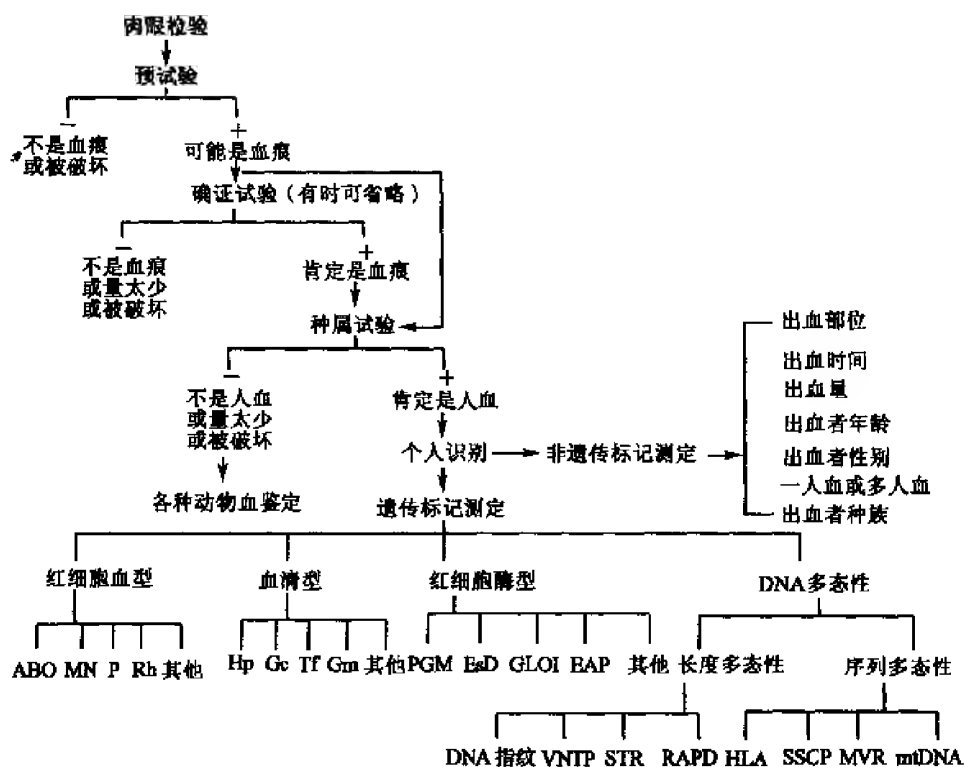 肉眼检验
预试验
−
不是血痕
或被破坏
+
可能是血痕
确证试验（有时可省略）
−
不是血痕
或量太少
或被破坏
+
肯定是血痕
种属试验
−
不是人血
或量太少
或被破坏
各种动物血鉴定
+
肯定是人血
个人识别
非遗传标记测定
出血部位
出血时间
出血量
出血者年龄
出血者性别
一人血或多人血
出血者种族
遗传标记测定
红细胞血型
血清型
红细胞酶型
DNA 多态性
ABO MN P Rh 其他
Hp Gc Tf Gm 其他
PGM EsD GLOI EAP 其他
长度多态性
序列多态性
DNA 指纹 VNTP STR RAPD
HLA SSCP MVR mtDNA